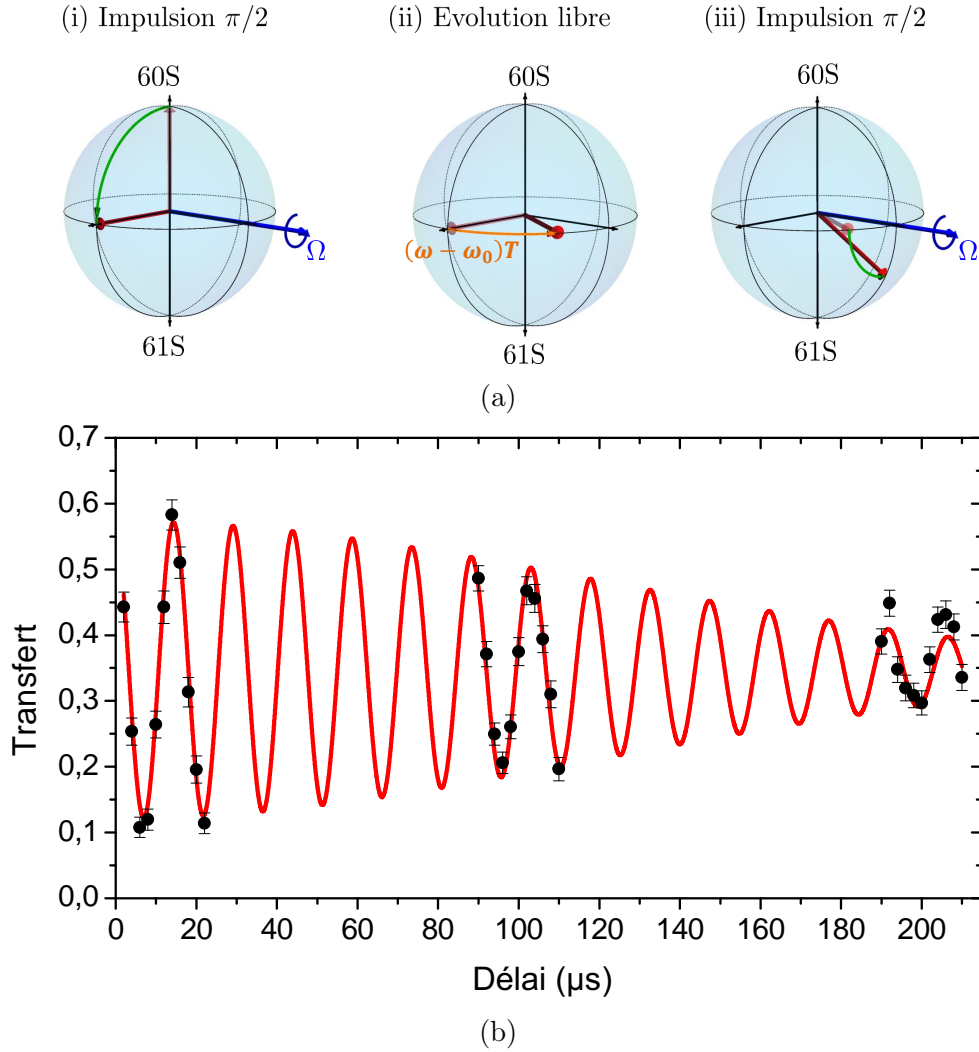 (i) Impulsion π/2 (ii) Evolution libre (iii) Impulsion π/2
60S 60S 60S
Ω (ω − ω₀)T Ω
61S 61S 61S
(a)
0,7
0,6
0,5
0,4
0,3
0,2
0,1
0,0
Transfert
0 20 40 60 80 100 120 140 160 180 200
Délai (µs)
(b)